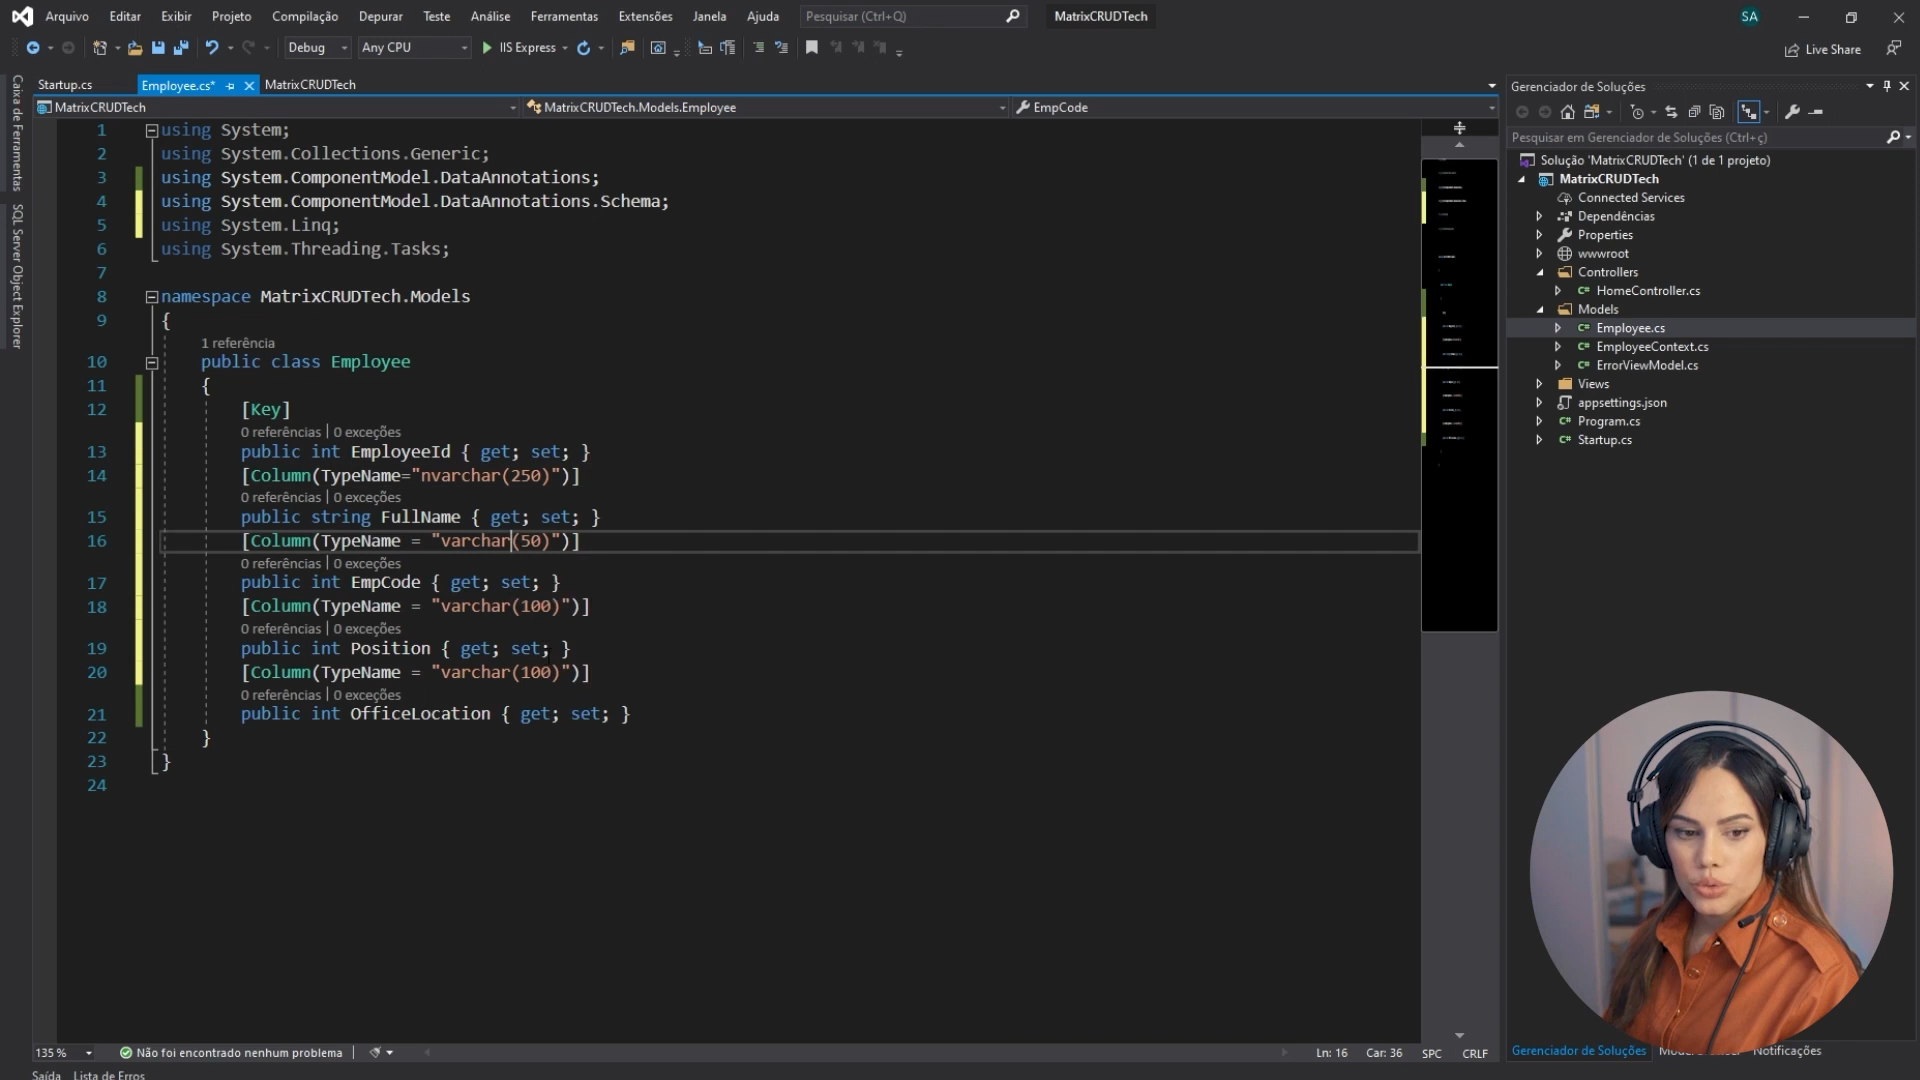 Arquivo Editar Exibir Projeto Compilação Depurar Teste Análise Ferramentas Extensões Janela Ajuda Pesquisar (Ctrl+Q) MatrixCRUDTech SA
Debug Any CPU IIS Express Live Share
Startup.cs Employee.cs* MatrixCRUDTech
MatrixCRUDTech MatrixCRUDTech.Models.Employee EmpCode
Caixa de Ferramentas
SQL Server Object Explorer
1 using System;
2 using System.Collections.Generic;
3 using System.ComponentModel.DataAnnotations;
4 using System.ComponentModel.DataAnnotations.Schema;
5 using System.Linq;
6 using System.Threading.Tasks;
7
8 namespace MatrixCRUDTech.Models
9 {
1 referência
10 public class Employee
11 {
12 [Key]
0 referências | 0 exceções
13 public int EmployeeId { get; set; }
14 [Column(TypeName="nvarchar(250)")]
0 referências | 0 exceções
15 public string FullName { get; set; }
16 [Column(TypeName = "varchar(50)")]
0 referências | 0 exceções
17 public int EmpCode { get; set; }
18 [Column(TypeName = "varchar(100)")]
0 referências | 0 exceções
19 public int Position { get; set; }
20 [Column(TypeName = "varchar(100)")]
0 referências | 0 exceções
21 public int OfficeLocation { get; set; }
22 }
23 }
24
135 % Não foi encontrado nenhum problema Ln: 16 Car: 36 SPC CRLF
Saída Lista de Erros
Gerenciador de Soluções
Pesquisar em Gerenciador de Soluções (Ctrl+ç)
Solução 'MatrixCRUDTech' (1 de 1 projeto)
MatrixCRUDTech
Connected Services
Dependências
Properties
wwwroot
Controllers
HomeController.cs
Models
Employee.cs
EmployeeContext.cs
ErrorViewModel.cs
Views
appsettings.json
Program.cs
Startup.cs
Gerenciador de Soluções Notificações